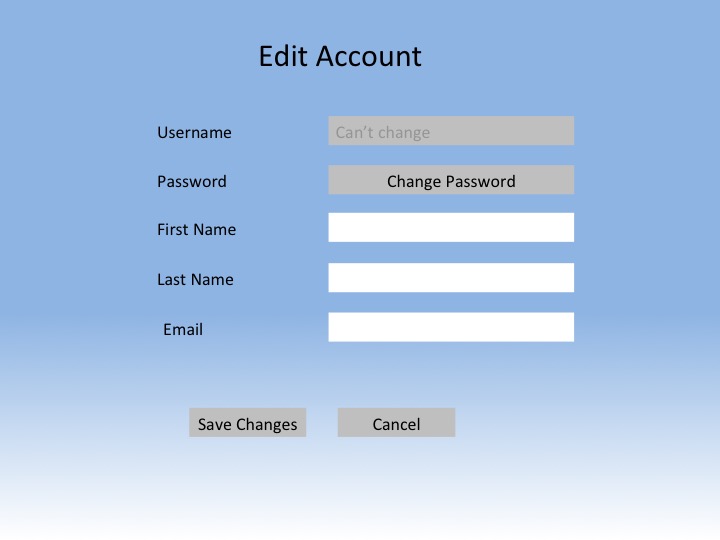 Edit Account
Username
Can’t change
Password
Change Password
First Name
Last Name
Email
Save Changes
Cancel